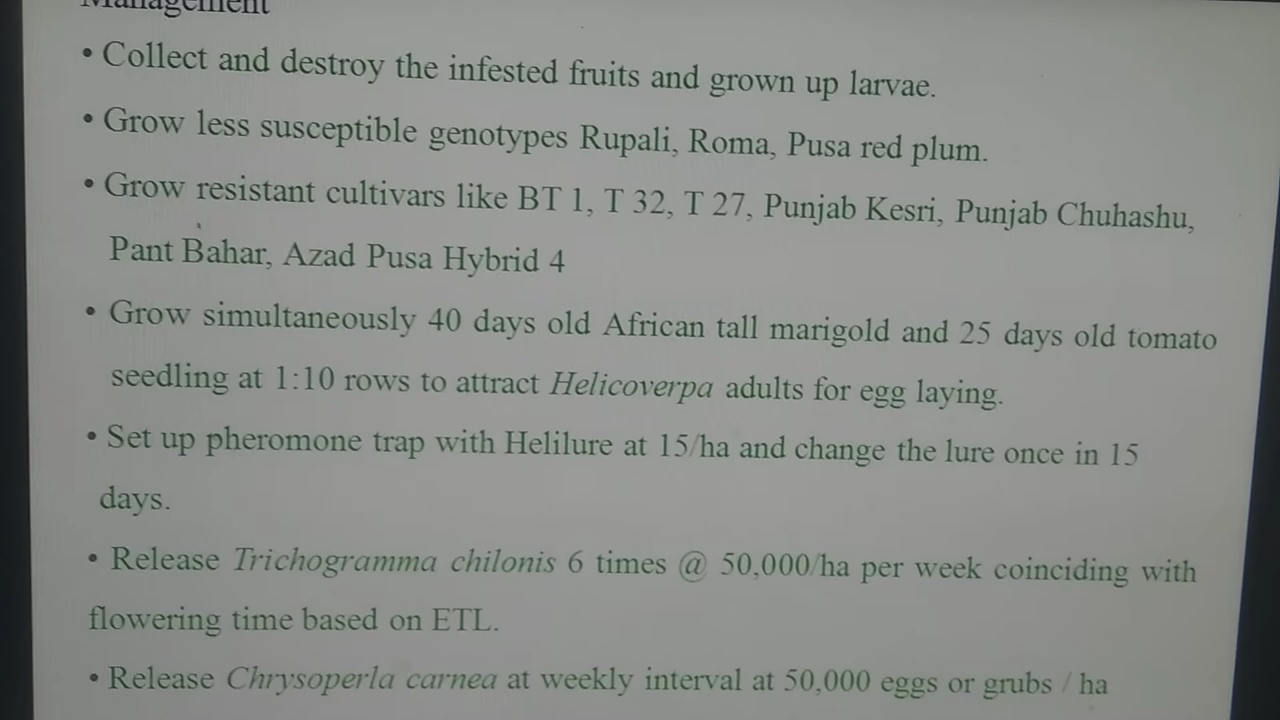 Management
• Collect and destroy the infested fruits and grown up larvae.
• Grow less susceptible genotypes Rupali, Roma, Pusa red plum.
• Grow resistant cultivars like BT 1, T 32, T 27, Punjab Kesri, Punjab Chuhashu,
Pant Bahar, Azad Pusa Hybrid 4
• Grow simultaneously 40 days old African tall marigold and 25 days old tomato
seedling at 1:10 rows to attract Helicoverpa adults for egg laying.
• Set up pheromone trap with Helilure at 15/ha and change the lure once in 15
days.
• Release Trichogramma chilonis 6 times @ 50,000/ha per week coinciding with
flowering time based on ETL.
• Release Chrysoperla carnea at weekly interval at 50,000 eggs or grubs / ha